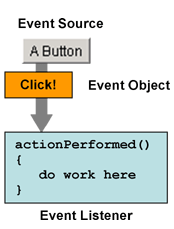 Event Source
A Button
Click!
Event Object
actionPerformed()
{
do work here
}
Event Listener